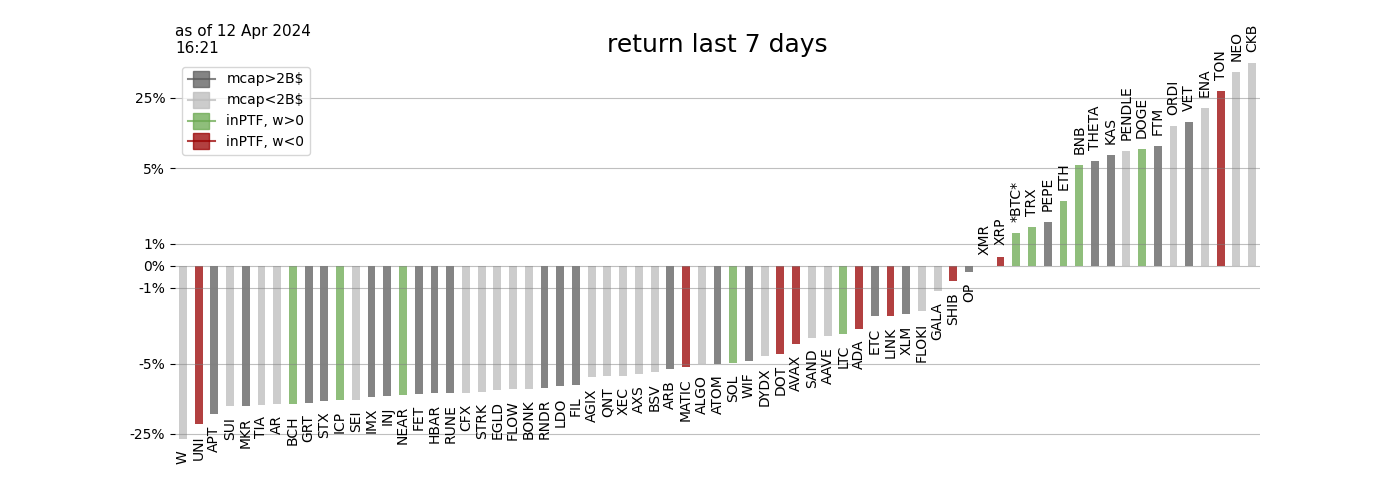 as of 12 Apr 2024
16:21
return last 7 days
mcap>2B$
mcap<2B$
inPTF, w>0
inPTF, w<0
25%
5%
1%
0%
-1%
-5%
-25%
W
UNI
APT
SUI
MKR
TIA
AR
BCH
GRT
STX
ICP
SEI
IMX
INJ
NEAR
FET
HBAR
RUNE
CFX
STRK
EGLD
FLOW
BONK
RNDR
LDO
FIL
AGIX
QNT
XEC
AXS
BSV
ARB
MATIC
ALGO
ATOM
SOL
WIF
DYDX
DOT
AVAX
SAND
AAVE
LTC
ADA
ETC
LINK
XLM
FLOKI
GALA
SHIB
OP
XMR
XRP
*BTC*
TRX
PEPE
ETH
BNB
THETA
KAS
PENDLE
DOGE
FTM
ORDI
VET
ENA
TON
NEO
CKB